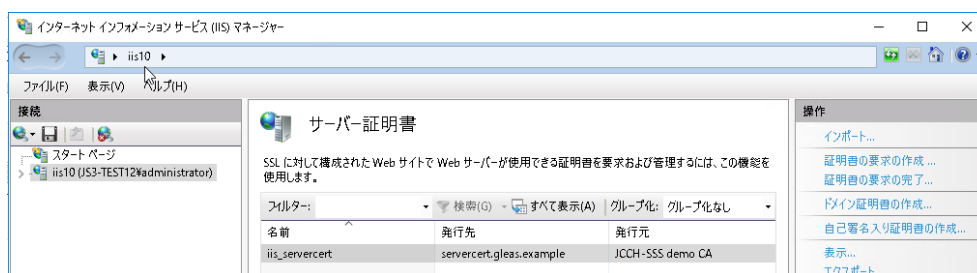 インターネット インフォメーション サービス (IIS) マネージャー
iis10
ファイル(F) 表示(V) ヘルプ(H)
接続
スタート ページ
iis10 (JS3-TEST12¥administrator)
サーバー証明書
SSL に対して構成された Web サイトで Web サーバーが使用できる証明書を要求および管理するには、この機能を
使用します。
フィルター: 検索(G) すべて表示(A) グループ化: グループ化なし
名前 発行先 発行元
iis_servercert servercert.gleas.example JCCH-SSS demo CA
操作
インポート...
証明書の要求の作成 ...
証明書の要求の完了...
ドメイン証明書の作成...
自己署名入り証明書の作成...
表示...
エクスポート...